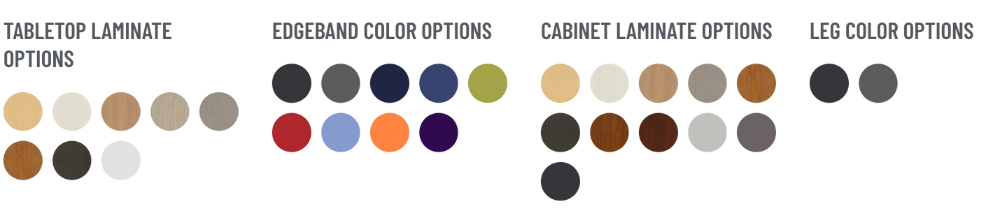 TABLETOP LAMINATE
OPTIONS
EDGEBAND COLOR OPTIONS
CABINET LAMINATE OPTIONS
LEG COLOR OPTIONS